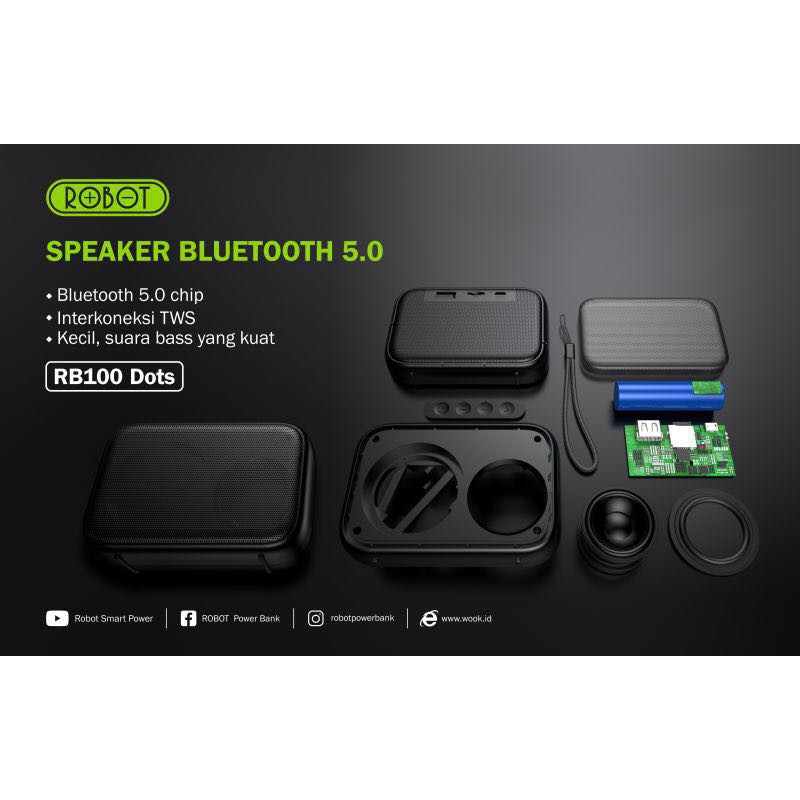 ROBOT
SPEAKER BLUETOOTH 5.0
Bluetooth 5.0 chip
Interkoneksi TWS
Kecil, suara bass yang kuat
RB100 Dots
Robot Smart Power
ROBOT Power Bank
robotpowerbank
www.wook.id